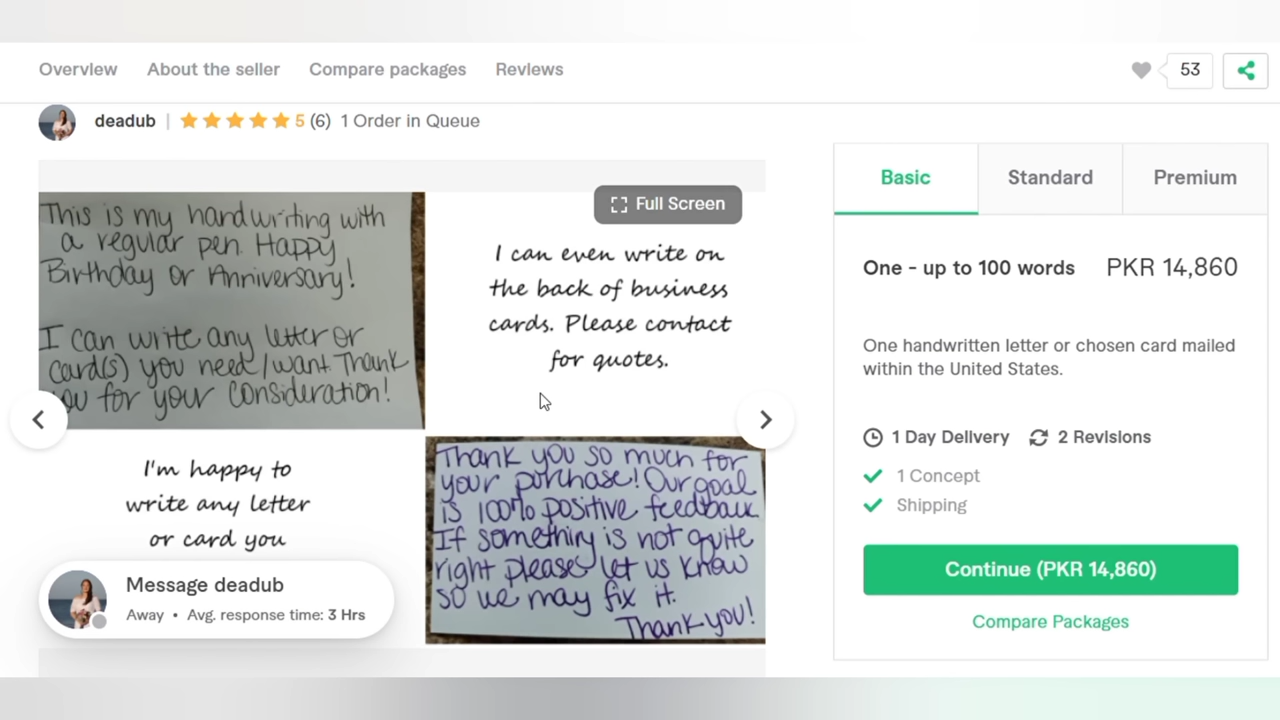 Overview About the seller Compare packages Reviews
53
deadub | 5 (6) 1 Order in Queue
This is my handwriting with
a regular pen. Happy
Birthday or Anniversary!
I can write any letter or
card(s) you need/want. Thank
you for your consideration!
Full Screen
I can even write on
the back of business
cards. Please contact
for quotes.
I'm happy to
write any letter
or card you
Thank you so much for
your purchase! Our goal
is 100% positive feedback
If something is not quite
right please let us know
so we may fix it.
Thank you!
Message deadub
Away • Avg. response time: 3 Hrs
Basic Standard Premium
One - up to 100 words PKR 14,860
One handwritten letter or chosen card mailed
within the United States.
1 Day Delivery 2 Revisions
1 Concept
Shipping
Continue (PKR 14,860)
Compare Packages